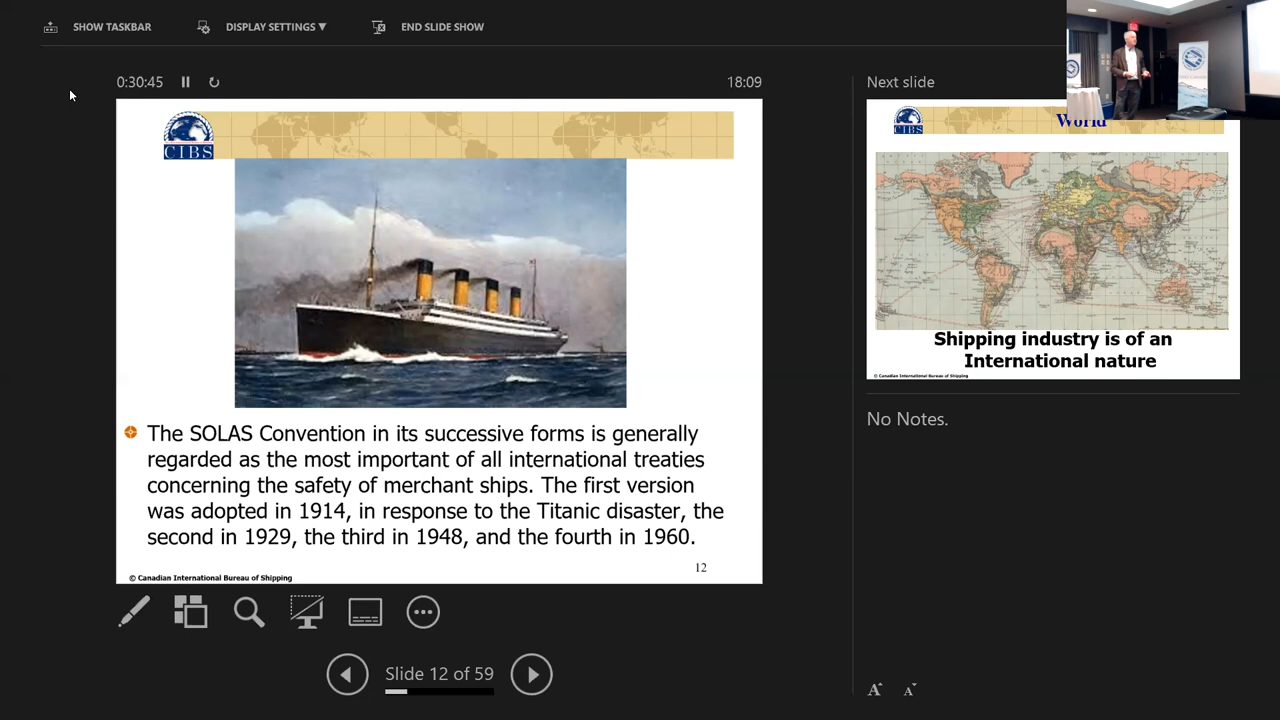 SHOW TASKBAR
DISPLAY SETTINGS ▼
END SLIDE SHOW
0:30:45
18:09
CIBS
The SOLAS Convention in its successive forms is generally
regarded as the most important of all international treaties
concerning the safety of merchant ships. The first version
was adopted in 1914, in response to the Titanic disaster, the
second in 1929, the third in 1948, and the fourth in 1960.
12
© Canadian International Bureau of Shipping
Slide 12 of 59
Next slide
CIBS
World
Shipping industry is of an
International nature
© Canadian International Bureau of Shipping
No Notes.
A A